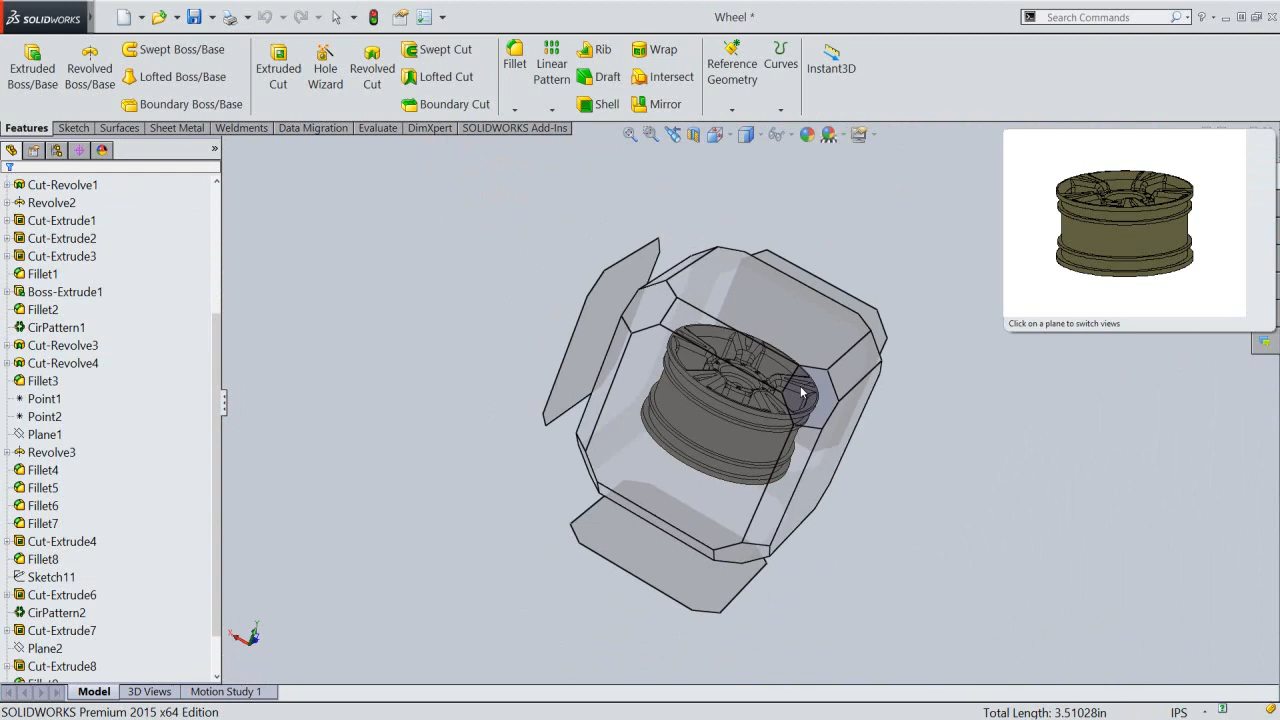 SOLIDWORKS
Wheel *
Search Commands
Extruded Boss/Base
Revolved Boss/Base
Swept Boss/Base
Lofted Boss/Base
Boundary Boss/Base
Extruded Cut
Hole Wizard
Revolved Cut
Swept Cut
Lofted Cut
Boundary Cut
Fillet
Linear Pattern
Rib
Draft
Shell
Wrap
Intersect
Mirror
Reference Geometry
Curves
Instant3D
Features
Sketch
Surfaces
Sheet Metal
Weldments
Data Migration
Evaluate
DimXpert
SOLIDWORKS Add-Ins
Cut-Revolve1
Revolve2
Cut-Extrude1
Cut-Extrude2
Cut-Extrude3
Fillet1
Boss-Extrude1
Fillet2
CirPattern1
Cut-Revolve3
Cut-Revolve4
Fillet3
Point1
Point2
Plane1
Revolve3
Fillet4
Fillet5
Fillet6
Fillet7
Cut-Extrude4
Fillet8
Sketch11
Cut-Extrude6
CirPattern2
Cut-Extrude7
Plane2
Cut-Extrude8
Click on a plane to switch views
X
Y
Z
Model
3D Views
Motion Study 1
SOLIDWORKS Premium 2015 x64 Edition
Total Length: 3.51028in
IPS